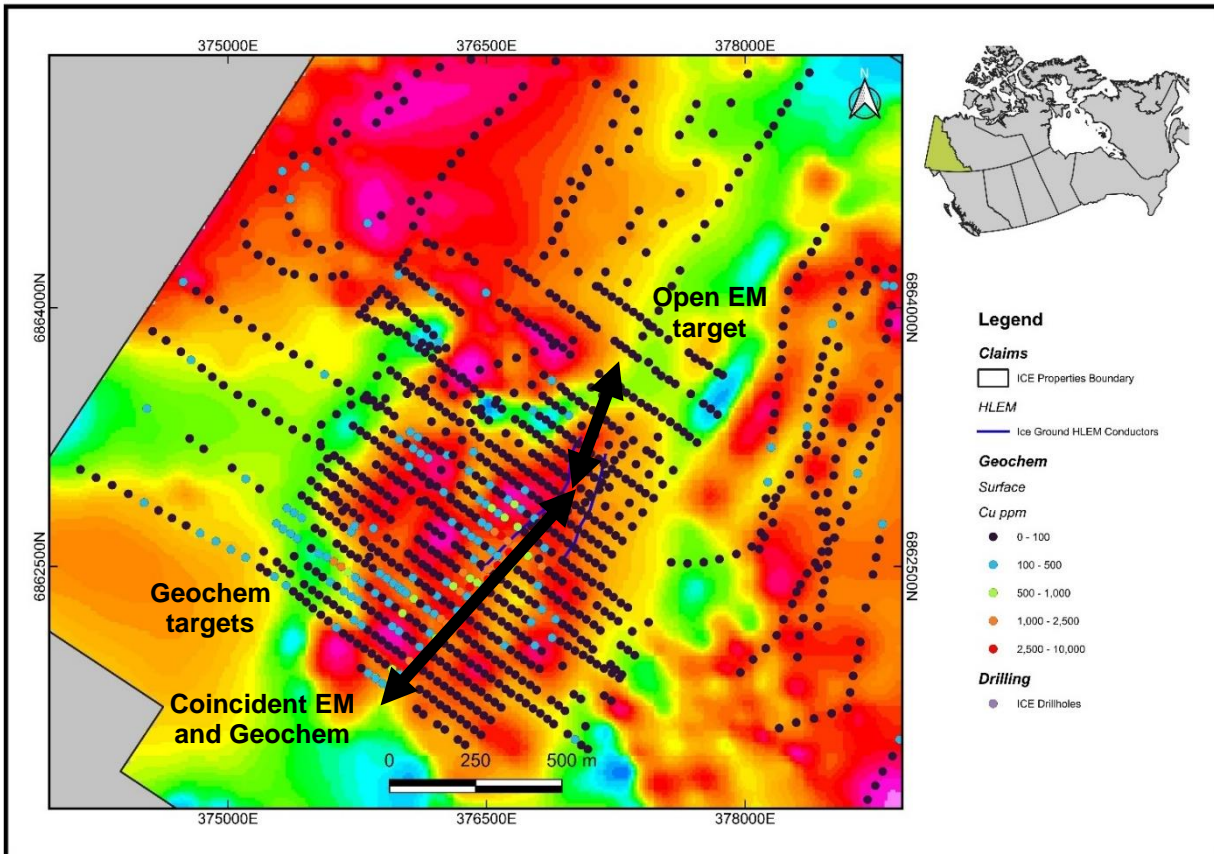 375000E
376500E
378000E
N
6864000N
6864000N
Open EM
target
6862500N
6862500N
Geochem
targets
Coincident EM
and Geochem
0 250 500 m
375000E
376500E
378000E
Legend
Claims
ICE Properties Boundary
HLEM
Ice Ground HLEM Conductors
Geochem
Surface
Cu ppm
0 - 100
100 - 500
500 - 1,000
1,000 - 2,500
2,500 - 10,000
Drilling
ICE Drillholes